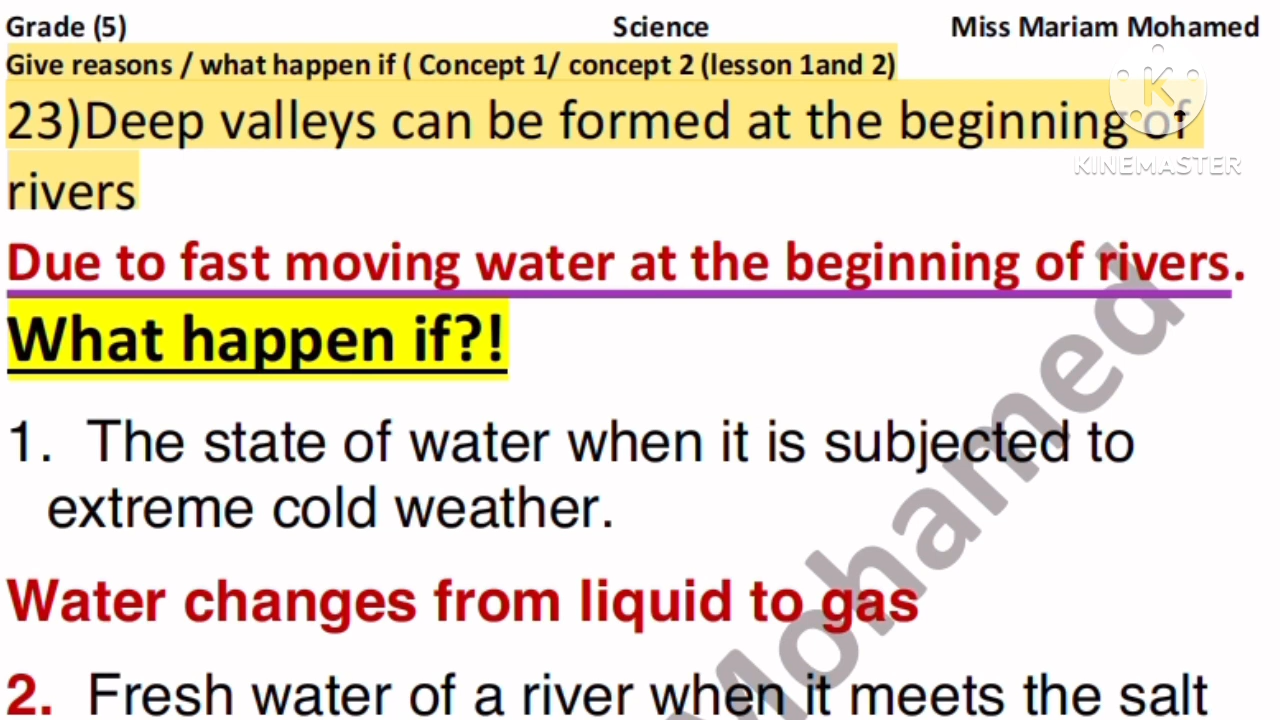 Grade (5) Science Miss Mariam Mohamed
Give reasons / what happen if ( Concept 1/ concept 2 (lesson 1and 2)
23)Deep valleys can be formed at the beginning of
rivers
K
KINEMASTER
Due to fast moving water at the beginning of rivers.
What happen if?!
1. The state of water when it is subjected to
extreme cold weather.
Water changes from liquid to gas
2. Fresh water of a river when it meets the salt
Mohamed